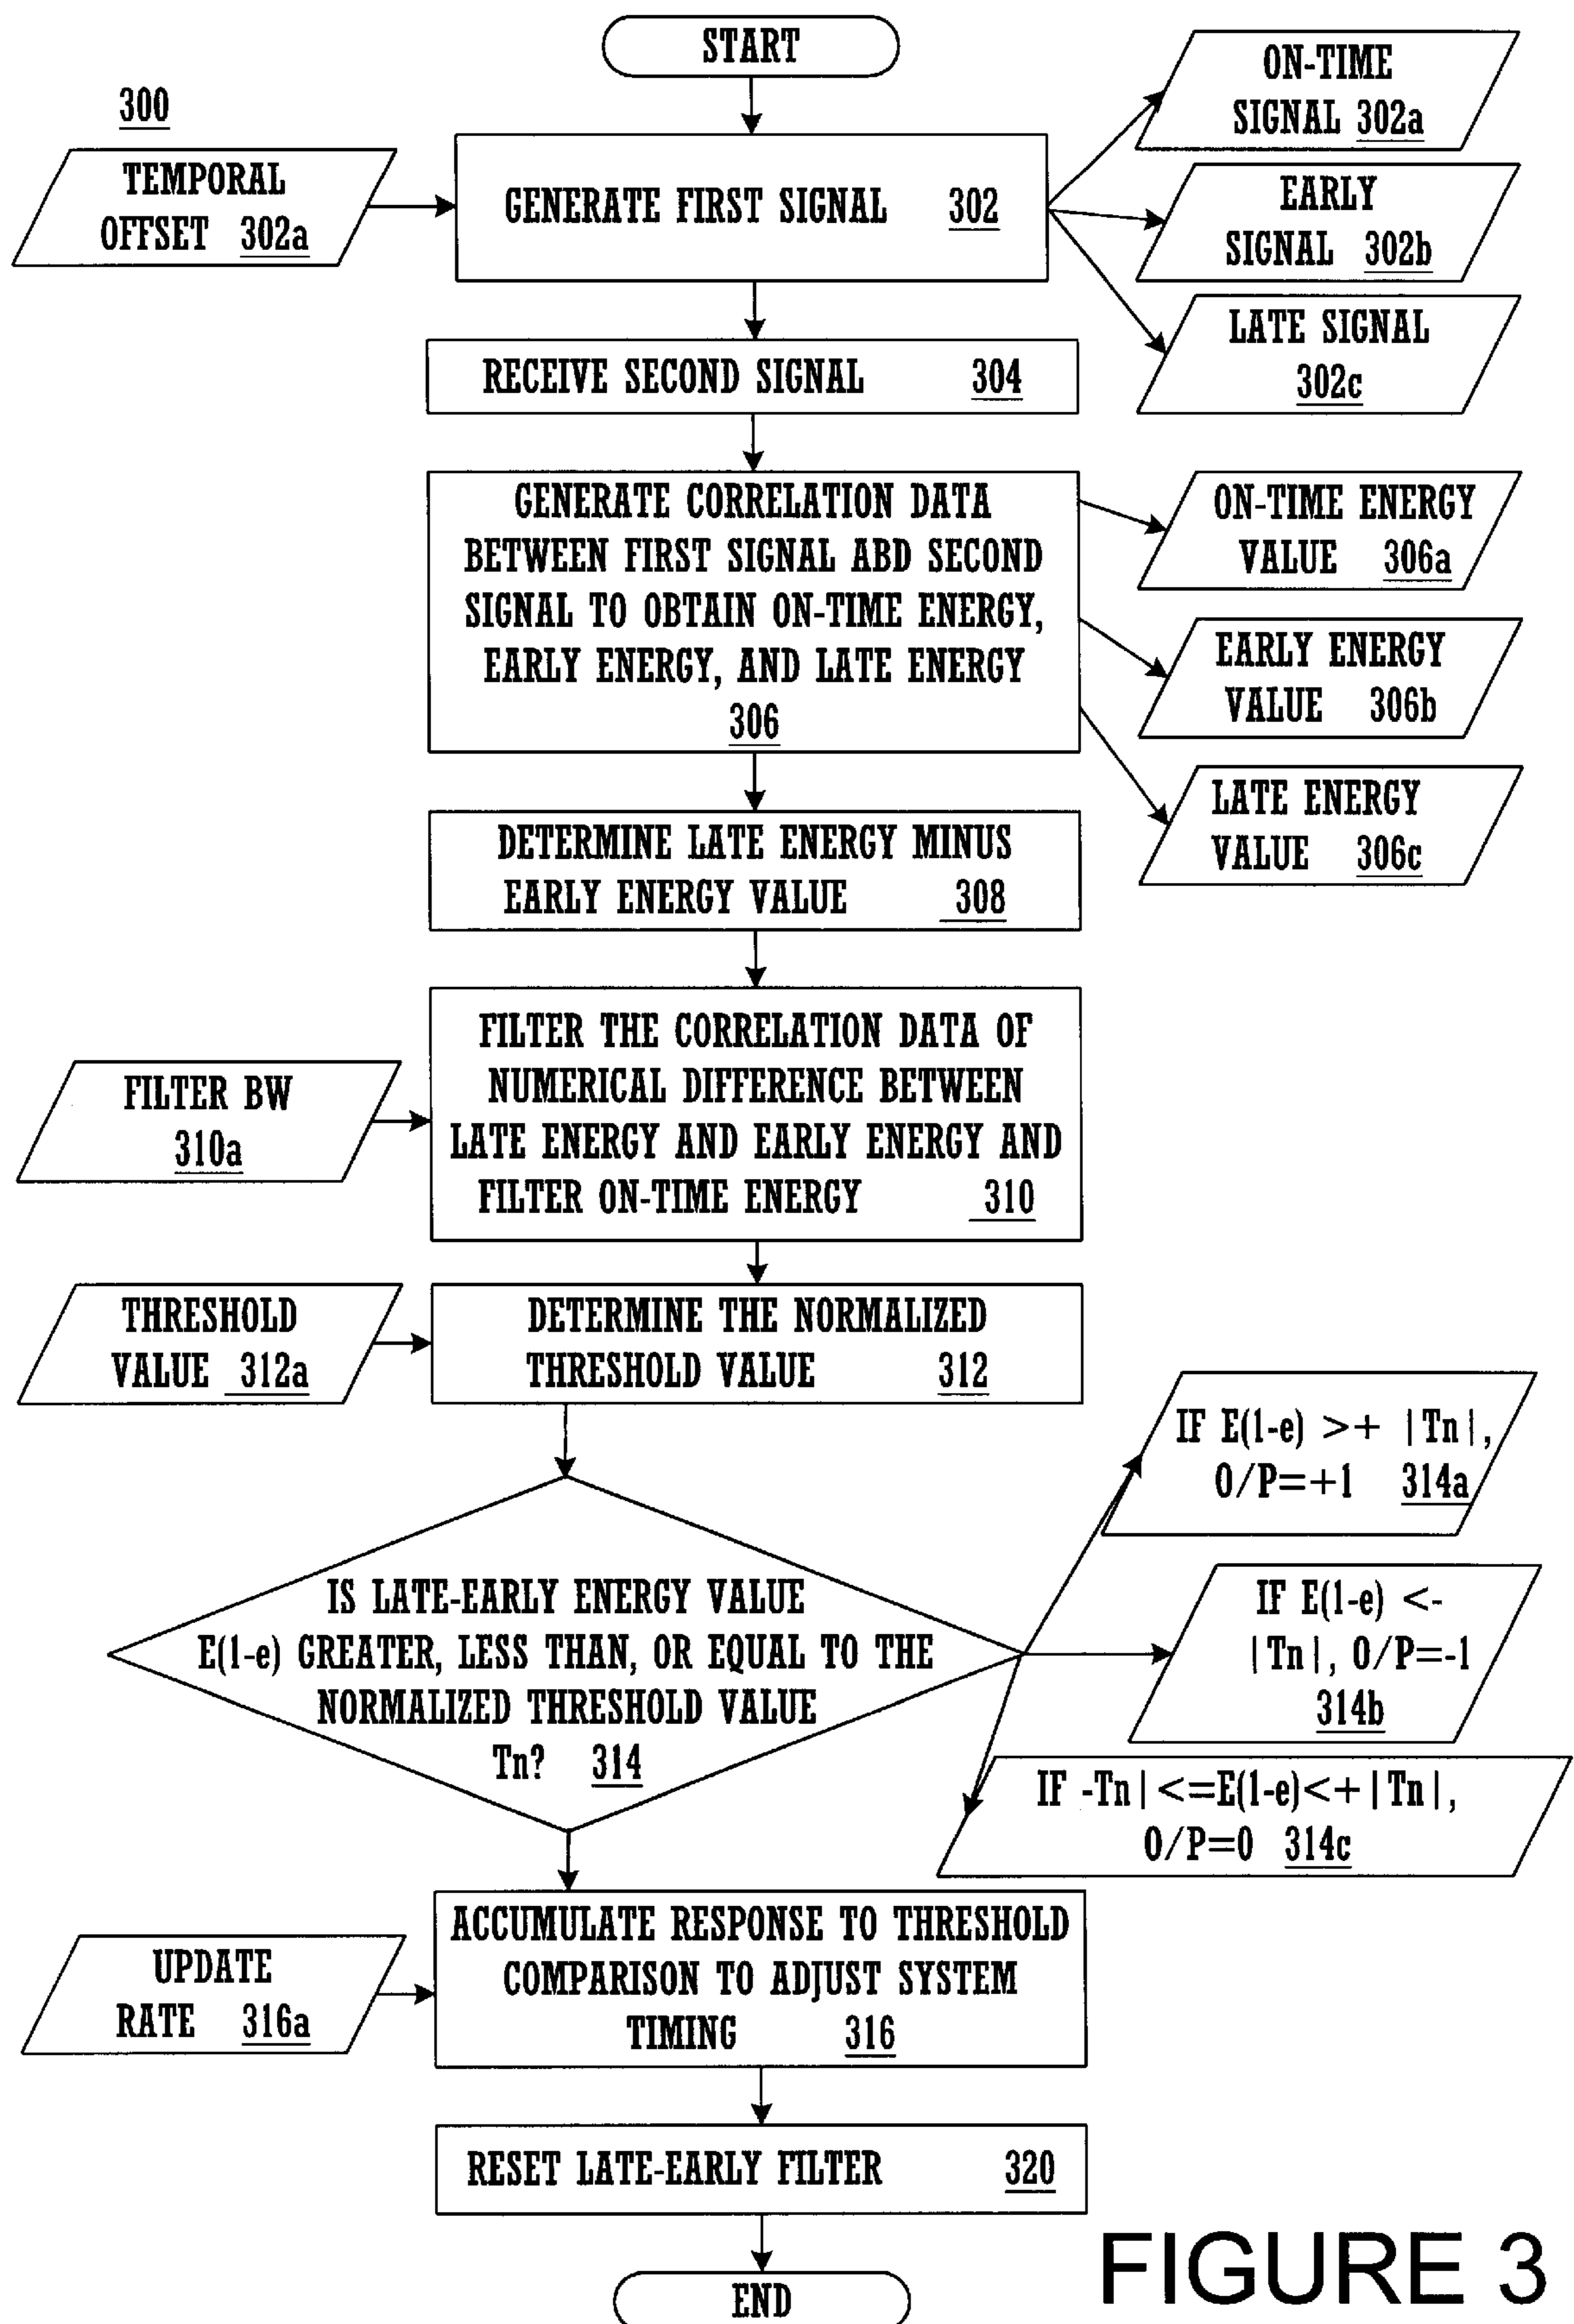 START
300
TEMPORAL
OFFSET 302a
GENERATE FIRST SIGNAL 302
ON-TIME
SIGNAL 302a
EARLY
SIGNAL 302b
LATE SIGNAL
302c
RECEIVE SECOND SIGNAL 304
GENERATE CORRELATION DATA
BETWEEN FIRST SIGNAL ABD SECOND
SIGNAL TO OBTAIN ON-TIME ENERGY,
EARLY ENERGY, AND LATE ENERGY
306
ON-TIME ENERGY
VALUE 306a
EARLY ENERGY
VALUE 306b
LATE ENERGY
VALUE 306c
DETERMINE LATE ENERGY MINUS
EARLY ENERGY VALUE 308
FILTER BW
310a
FILTER THE CORRELATION DATA OF
NUMERICAL DIFFERENCE BETWEEN
LATE ENERGY AND EARLY ENERGY AND
FILTER ON-TIME ENERGY 310
THRESHOLD
VALUE 312a
DETERMINE THE NORMALIZED
THRESHOLD VALUE 312
IS LATE-EARLY ENERGY VALUE
E(l-e) GREATER, LESS THAN, OR EQUAL TO THE
NORMALIZED THRESHOLD VALUE
Tn? 314
IF E(l-e) >+ |Tn|,
O/P=+1 314a
IF E(l-e) <-
|Tn|, O/P=-1
314b
IF -Tn|<=E(l-e)<+|Tn|,
O/P=0 314c
UPDATE
RATE 316a
ACCUMULATE RESPONSE TO THRESHOLD
COMPARISON TO ADJUST SYSTEM
TIMING 316
RESET LATE-EARLY FILTER 320
END
FIGURE 3